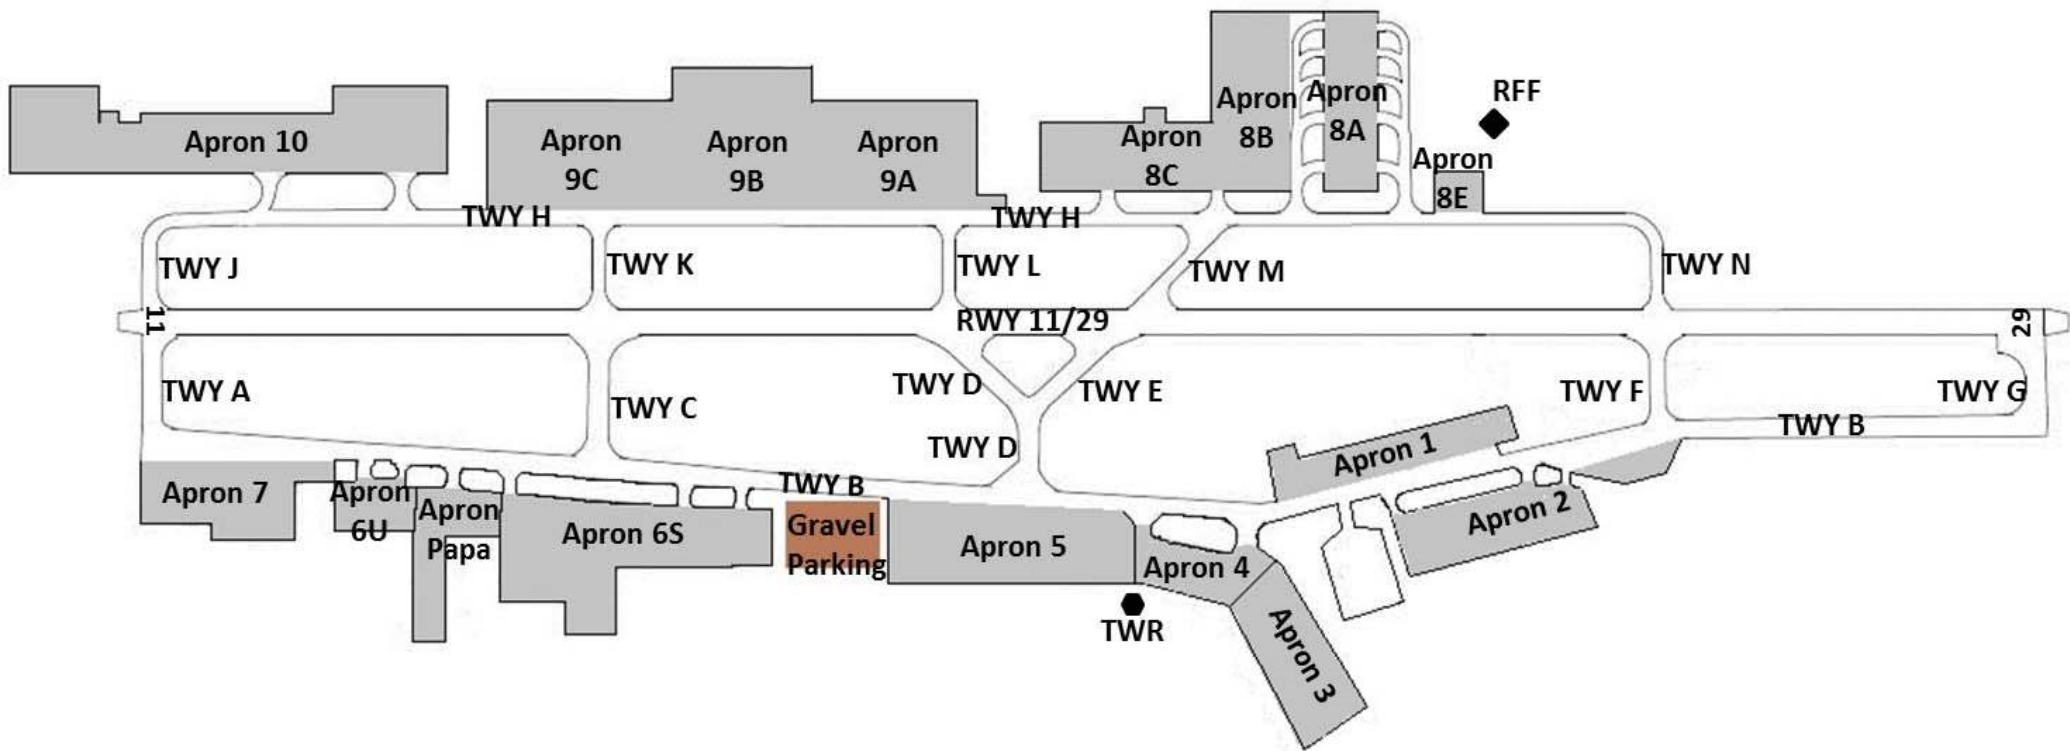 RFF
Apron
8B
Apron
8A
Apron 10
Apron
9C
Apron
9B
Apron
9A
Apron
8C
Apron
8E
TWY H
TWY H
TWY J
TWY K
TWY L
TWY M
TWY N
11
RWY 11/29
29
TWY A
TWY C
TWY D
TWY E
TWY F
TWY G
TWY D
TWY B
Apron 1
TWY B
Apron 7
Apron
6U
Apron
Papa
Apron 6S
Gravel
Parking
Apron 5
Apron 4
Apron 2
TWR
Apron 3